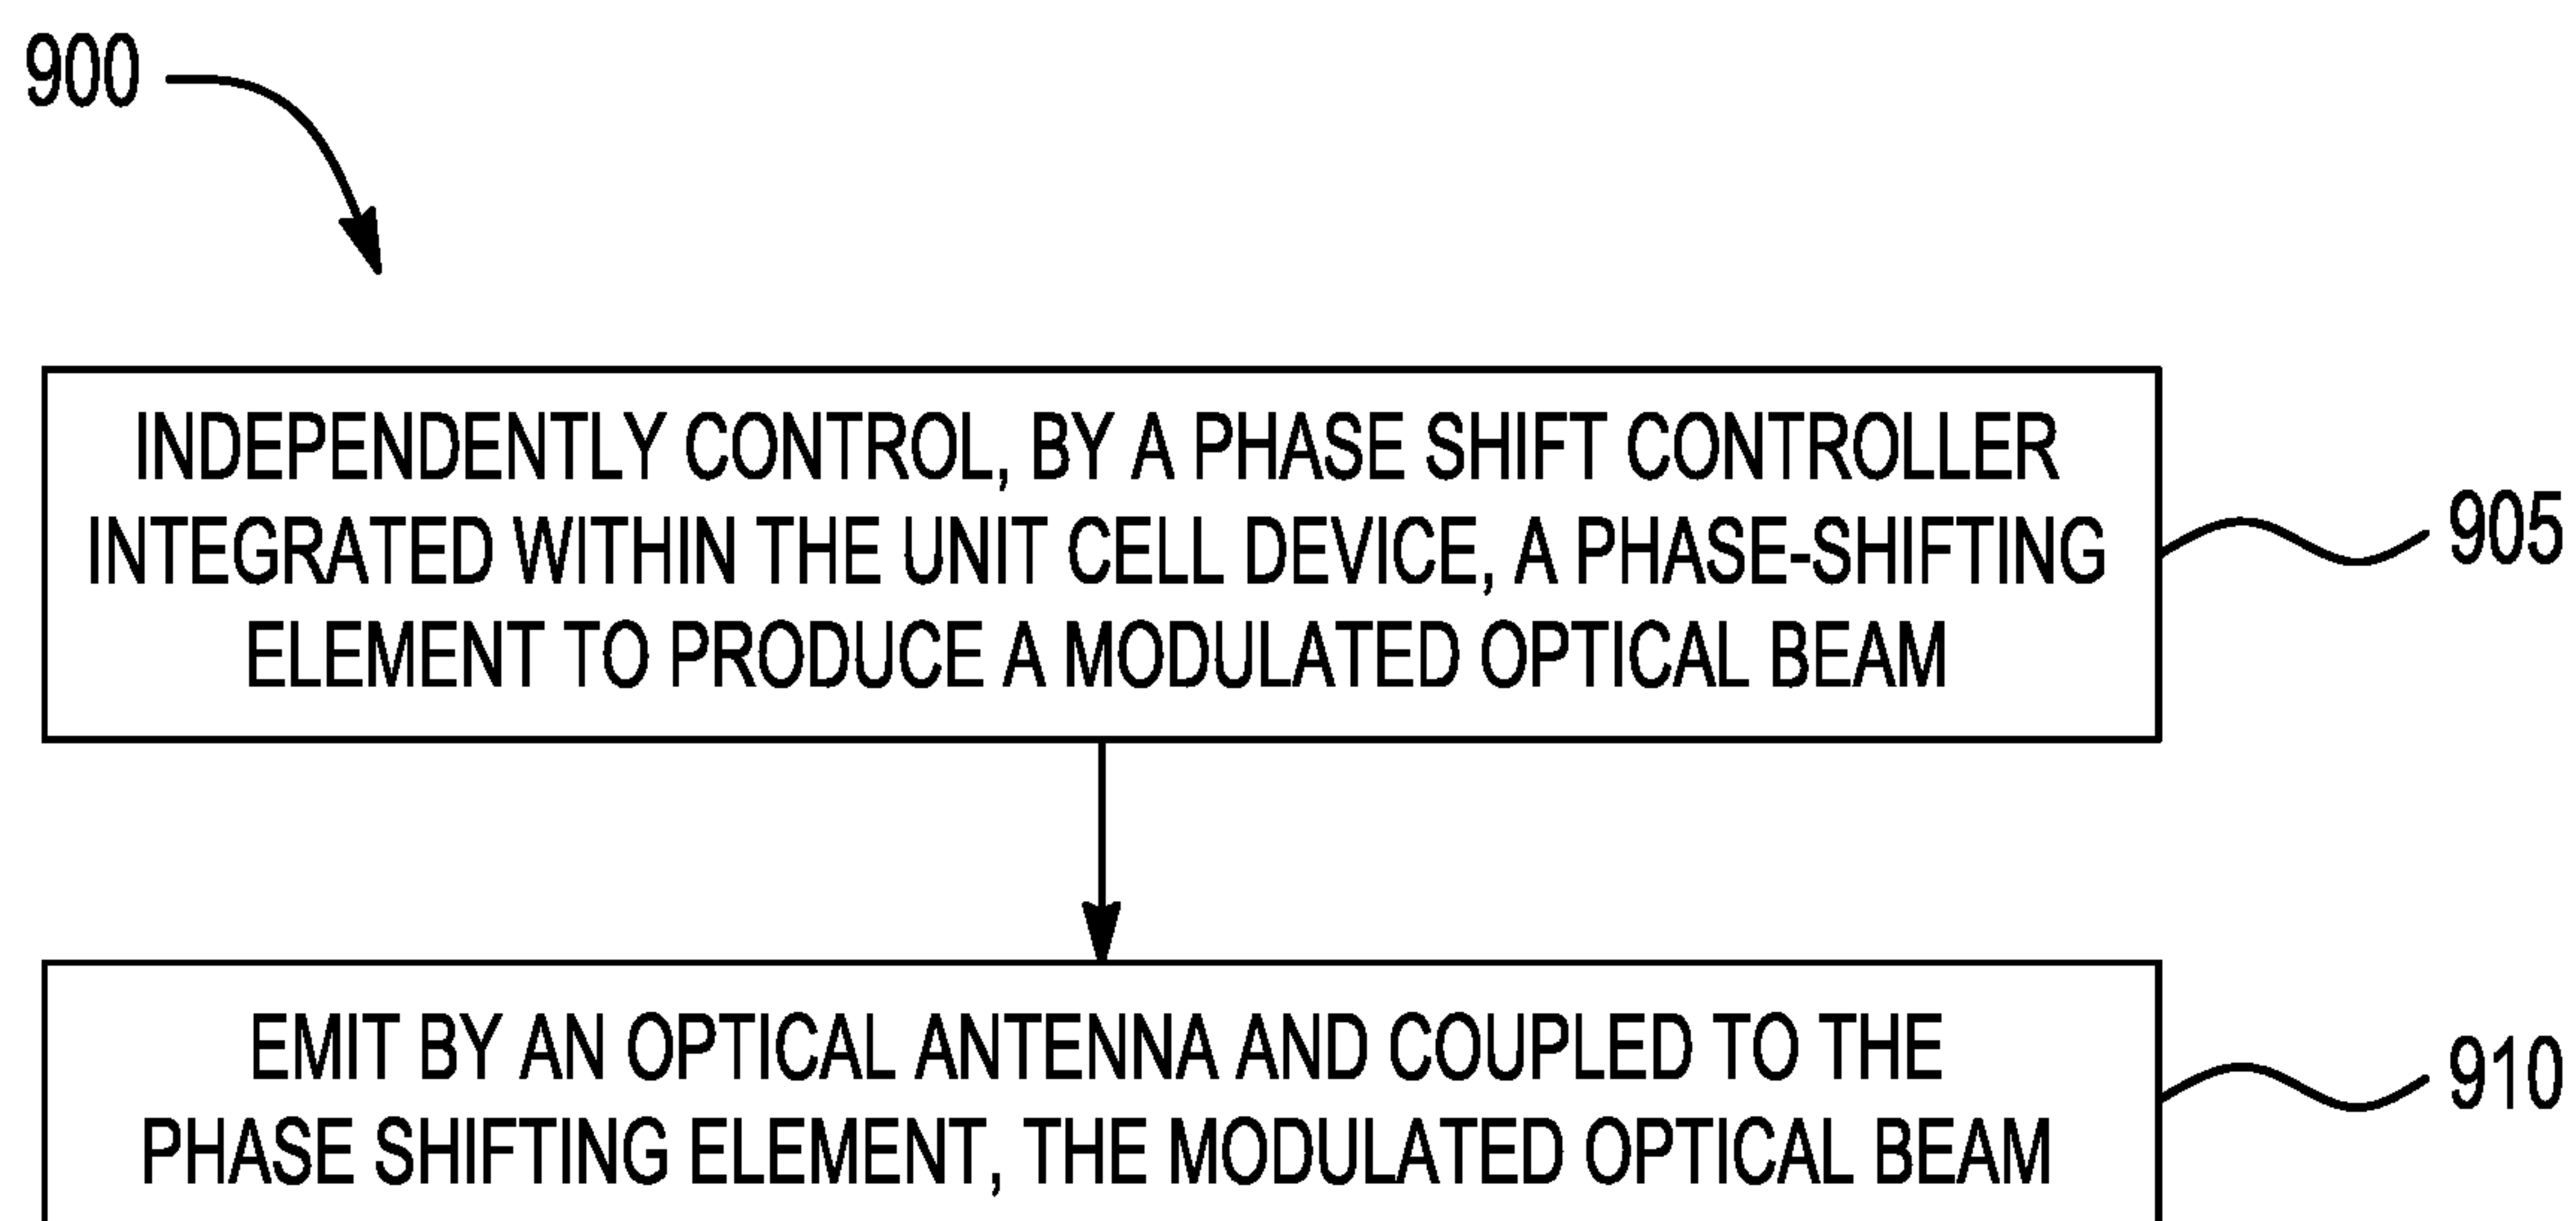 900
INDEPENDENTLY CONTROL, BY A PHASE SHIFT CONTROLLER
INTEGRATED WITHIN THE UNIT CELL DEVICE, A PHASE-SHIFTING
ELEMENT TO PRODUCE A MODULATED OPTICAL BEAM
905
EMIT BY AN OPTICAL ANTENNA AND COUPLED TO THE
PHASE SHIFTING ELEMENT, THE MODULATED OPTICAL BEAM
910